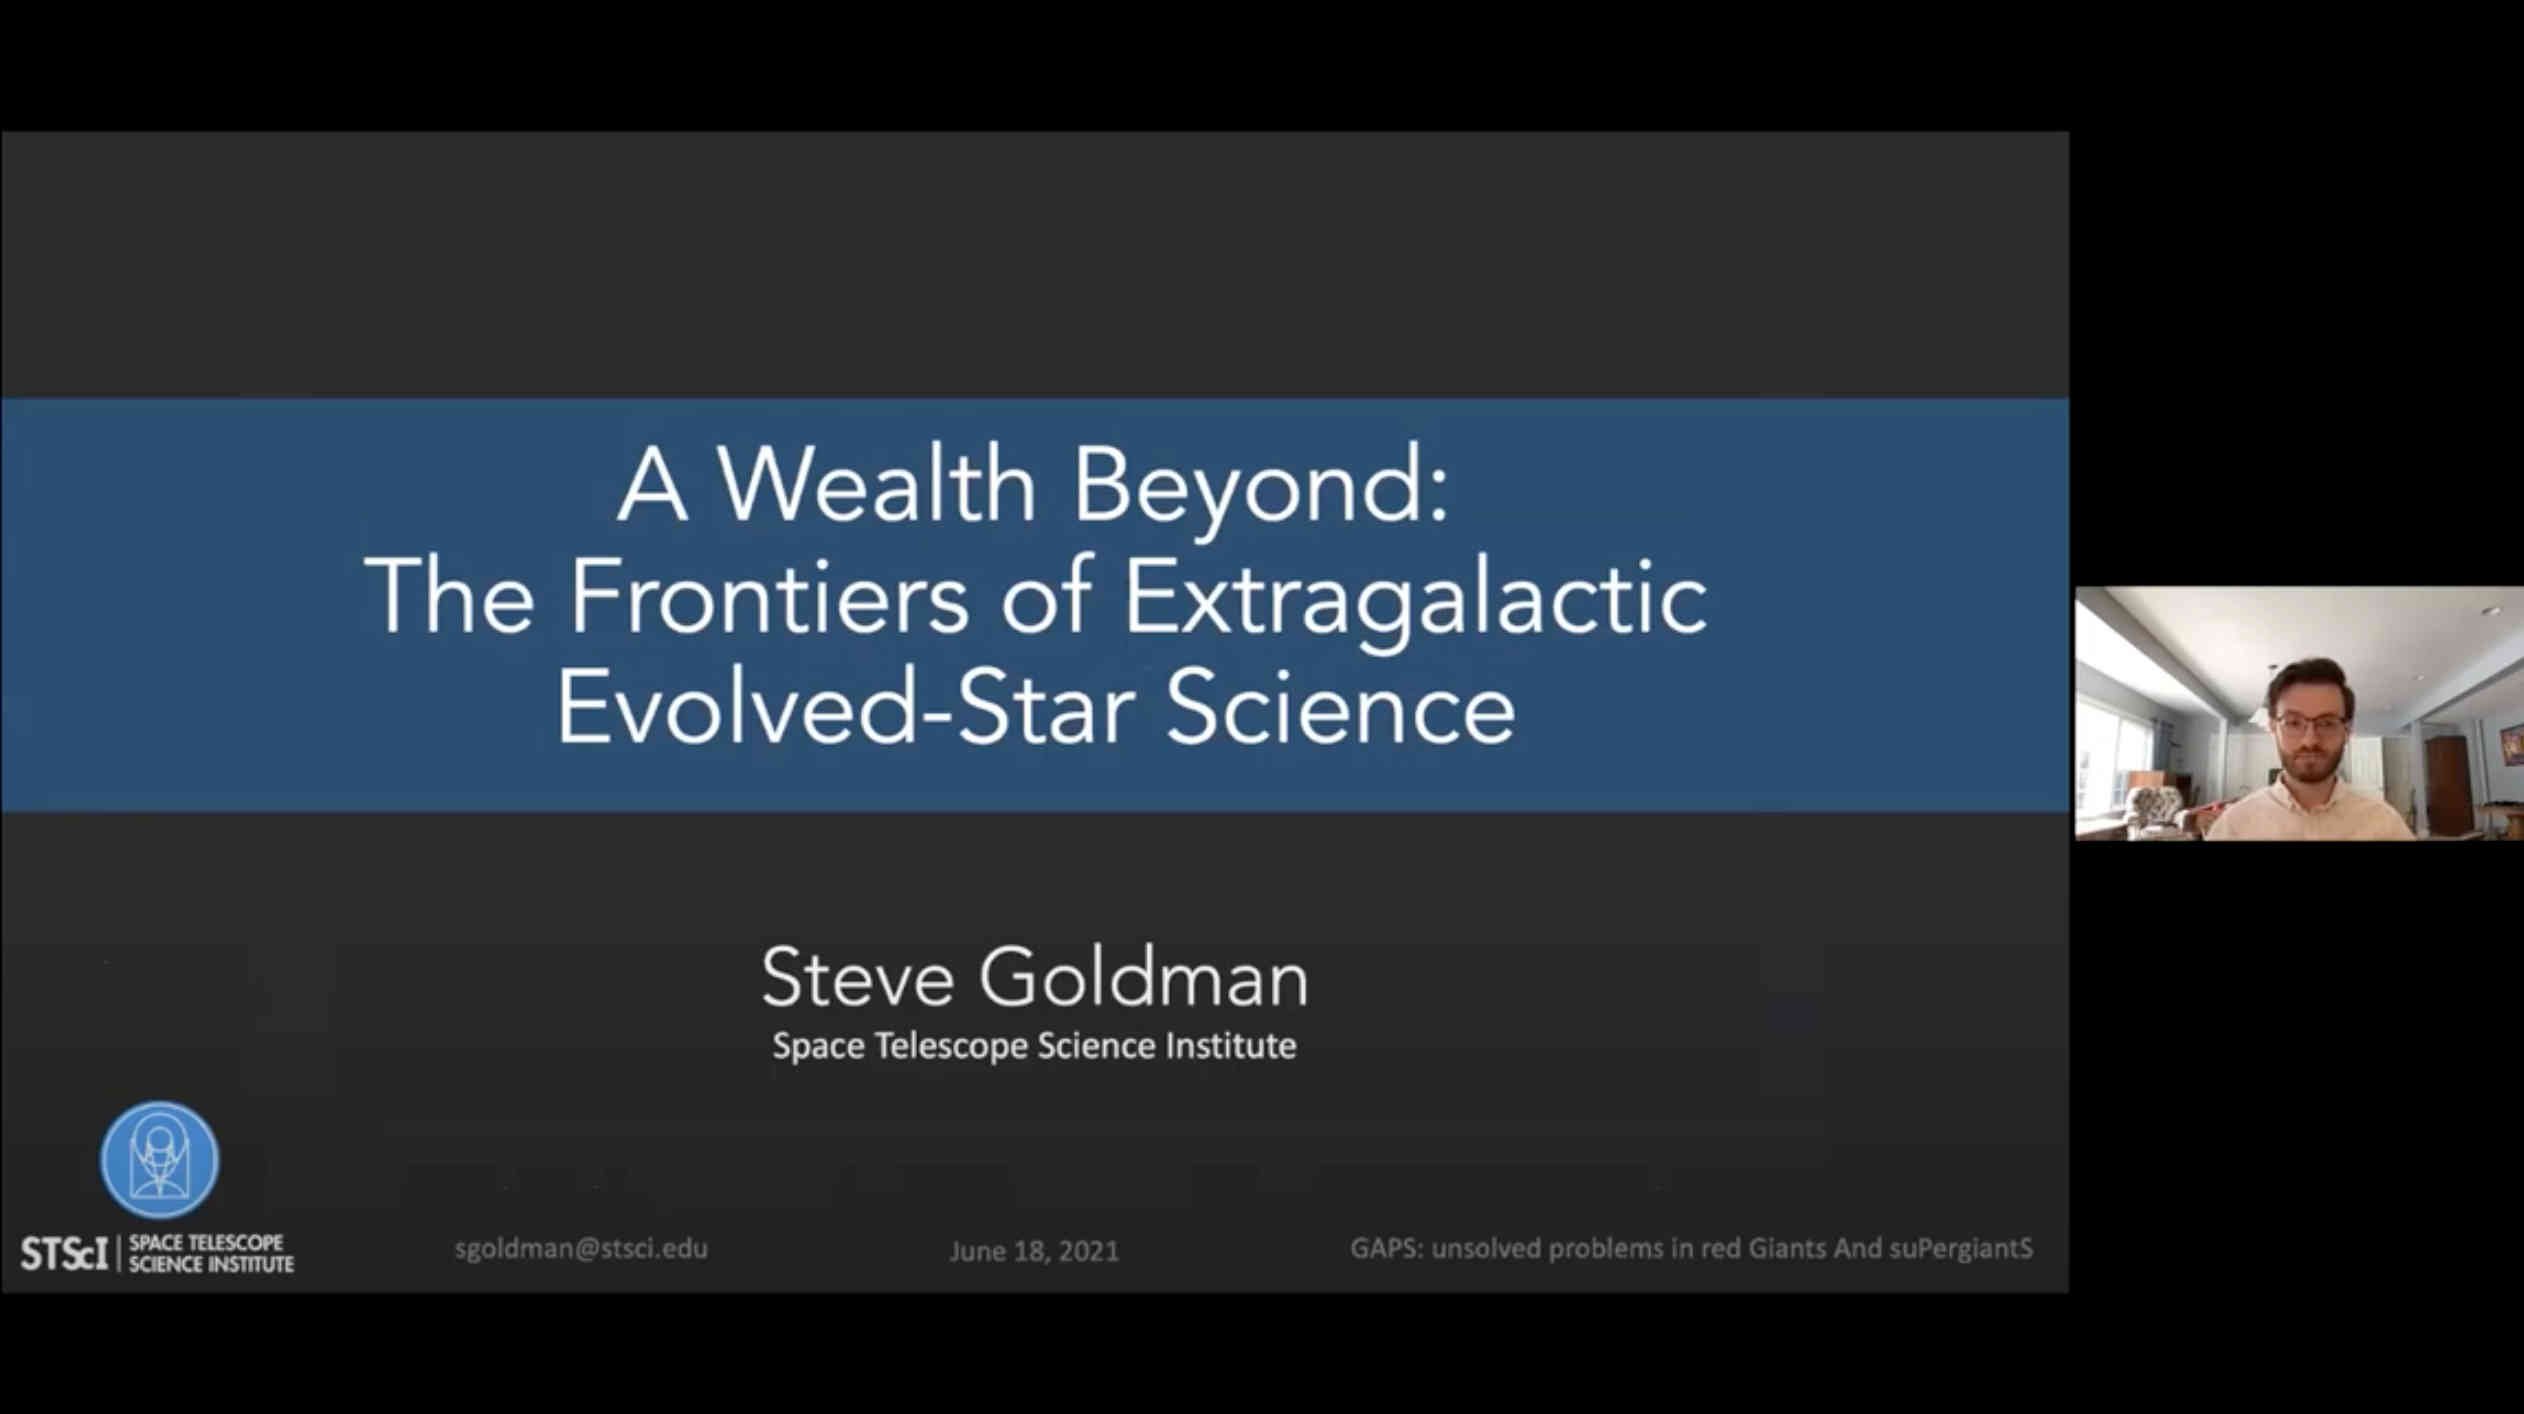 A Wealth Beyond:
The Frontiers of Extragalactic
Evolved-Star Science
Steve Goldman
Space Telescope Science Institute
STScI
SPACE TELESCOPE
SCIENCE INSTITUTE
sgoldman@stsci.edu
June 18, 2021
GAPS: unsolved problems in red Giants And suPergiantS